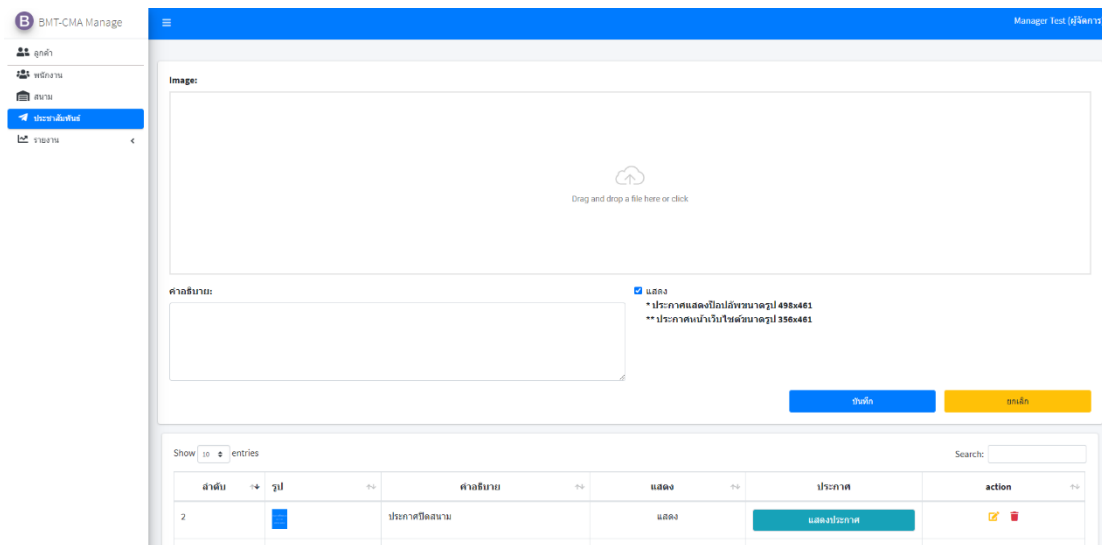 B BMT-CMA Manage
Manager Test (ผู้จัดการ
ลูกค้า
พนักงาน
สนาม
ประชาสัมพันธ์
รายงาน
Image:
Drag and drop a file here or click
คำอธิบาย:
แสดง
* ประกาศแสดงป๊อปอัพขนาดรูป 498x461
** ประกาศหน้าเว็บไซต์ขนาดรูป 356x461
บันทึก ยกเลิก
Show 10 entries Search:
ลำดับ รูป คำอธิบาย แสดง ประกาศ action
2 ประกาศปิดสนาม แสดง แสดงประกาศ